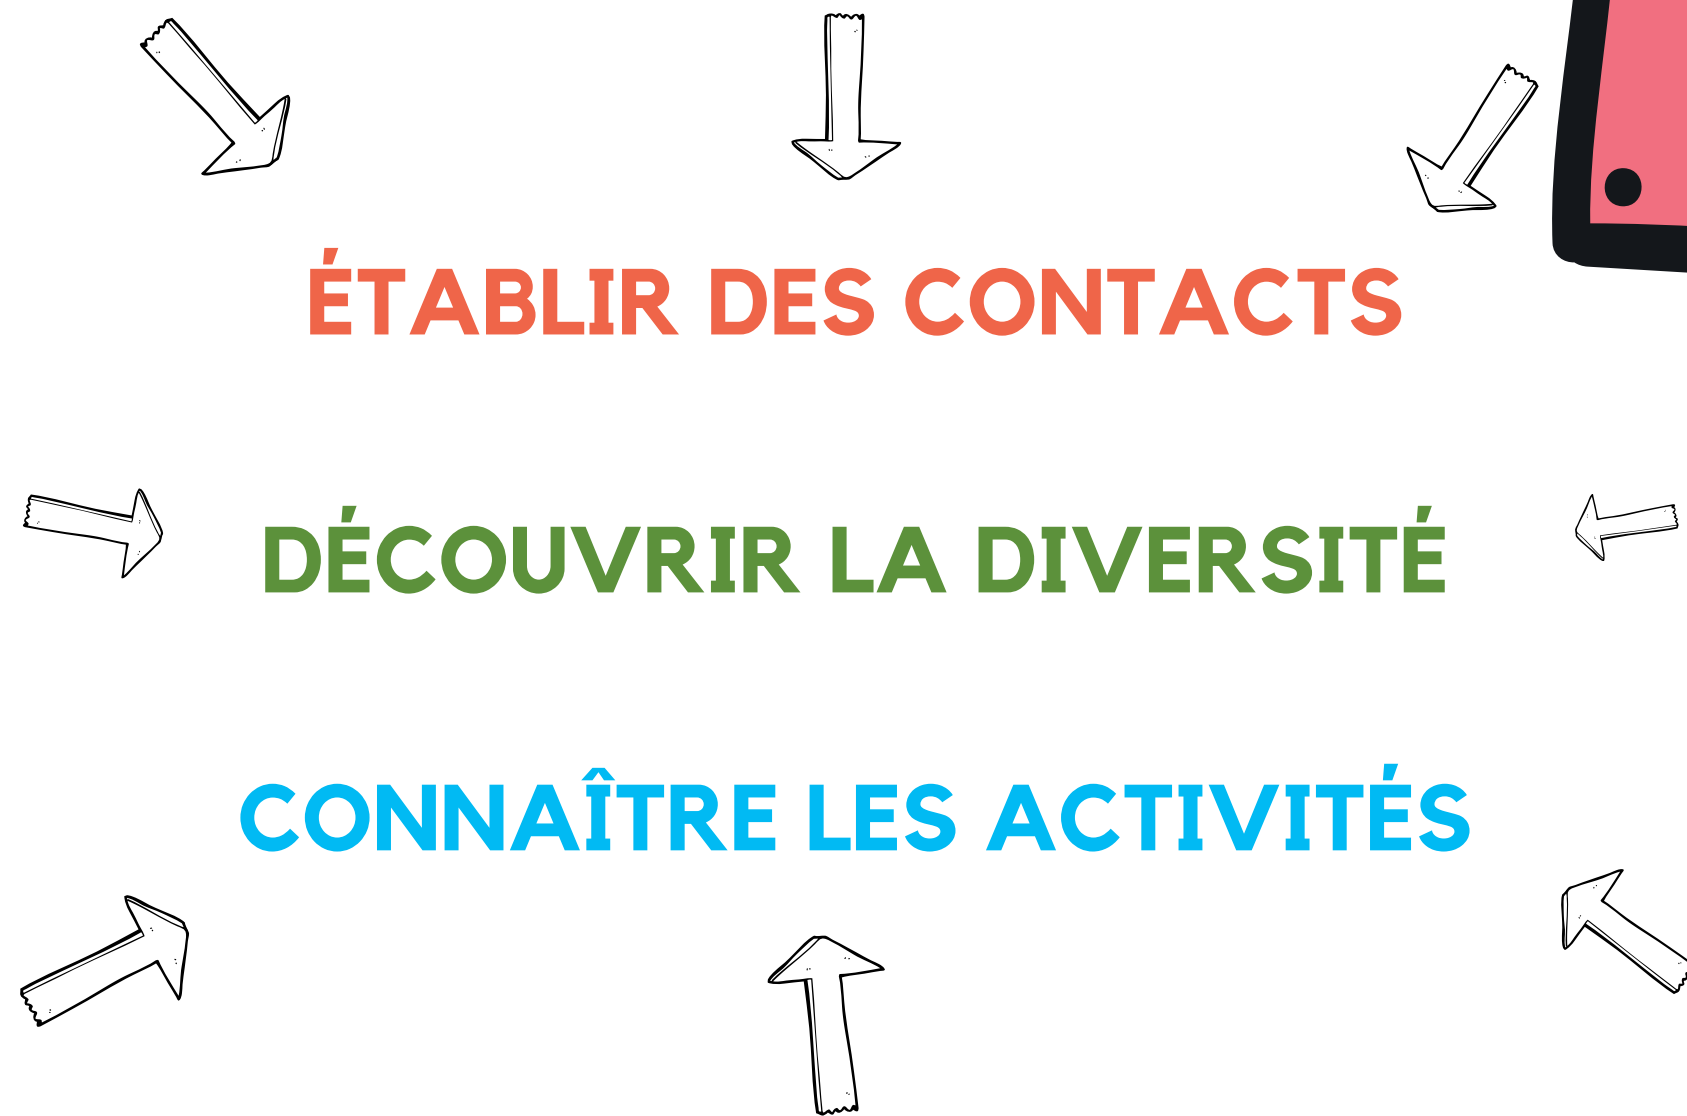 ÉTABLIR DES CONTACTS
DÉCOUVRIR LA DIVERSITÉ
CONNAÎTRE LES ACTIVITÉS